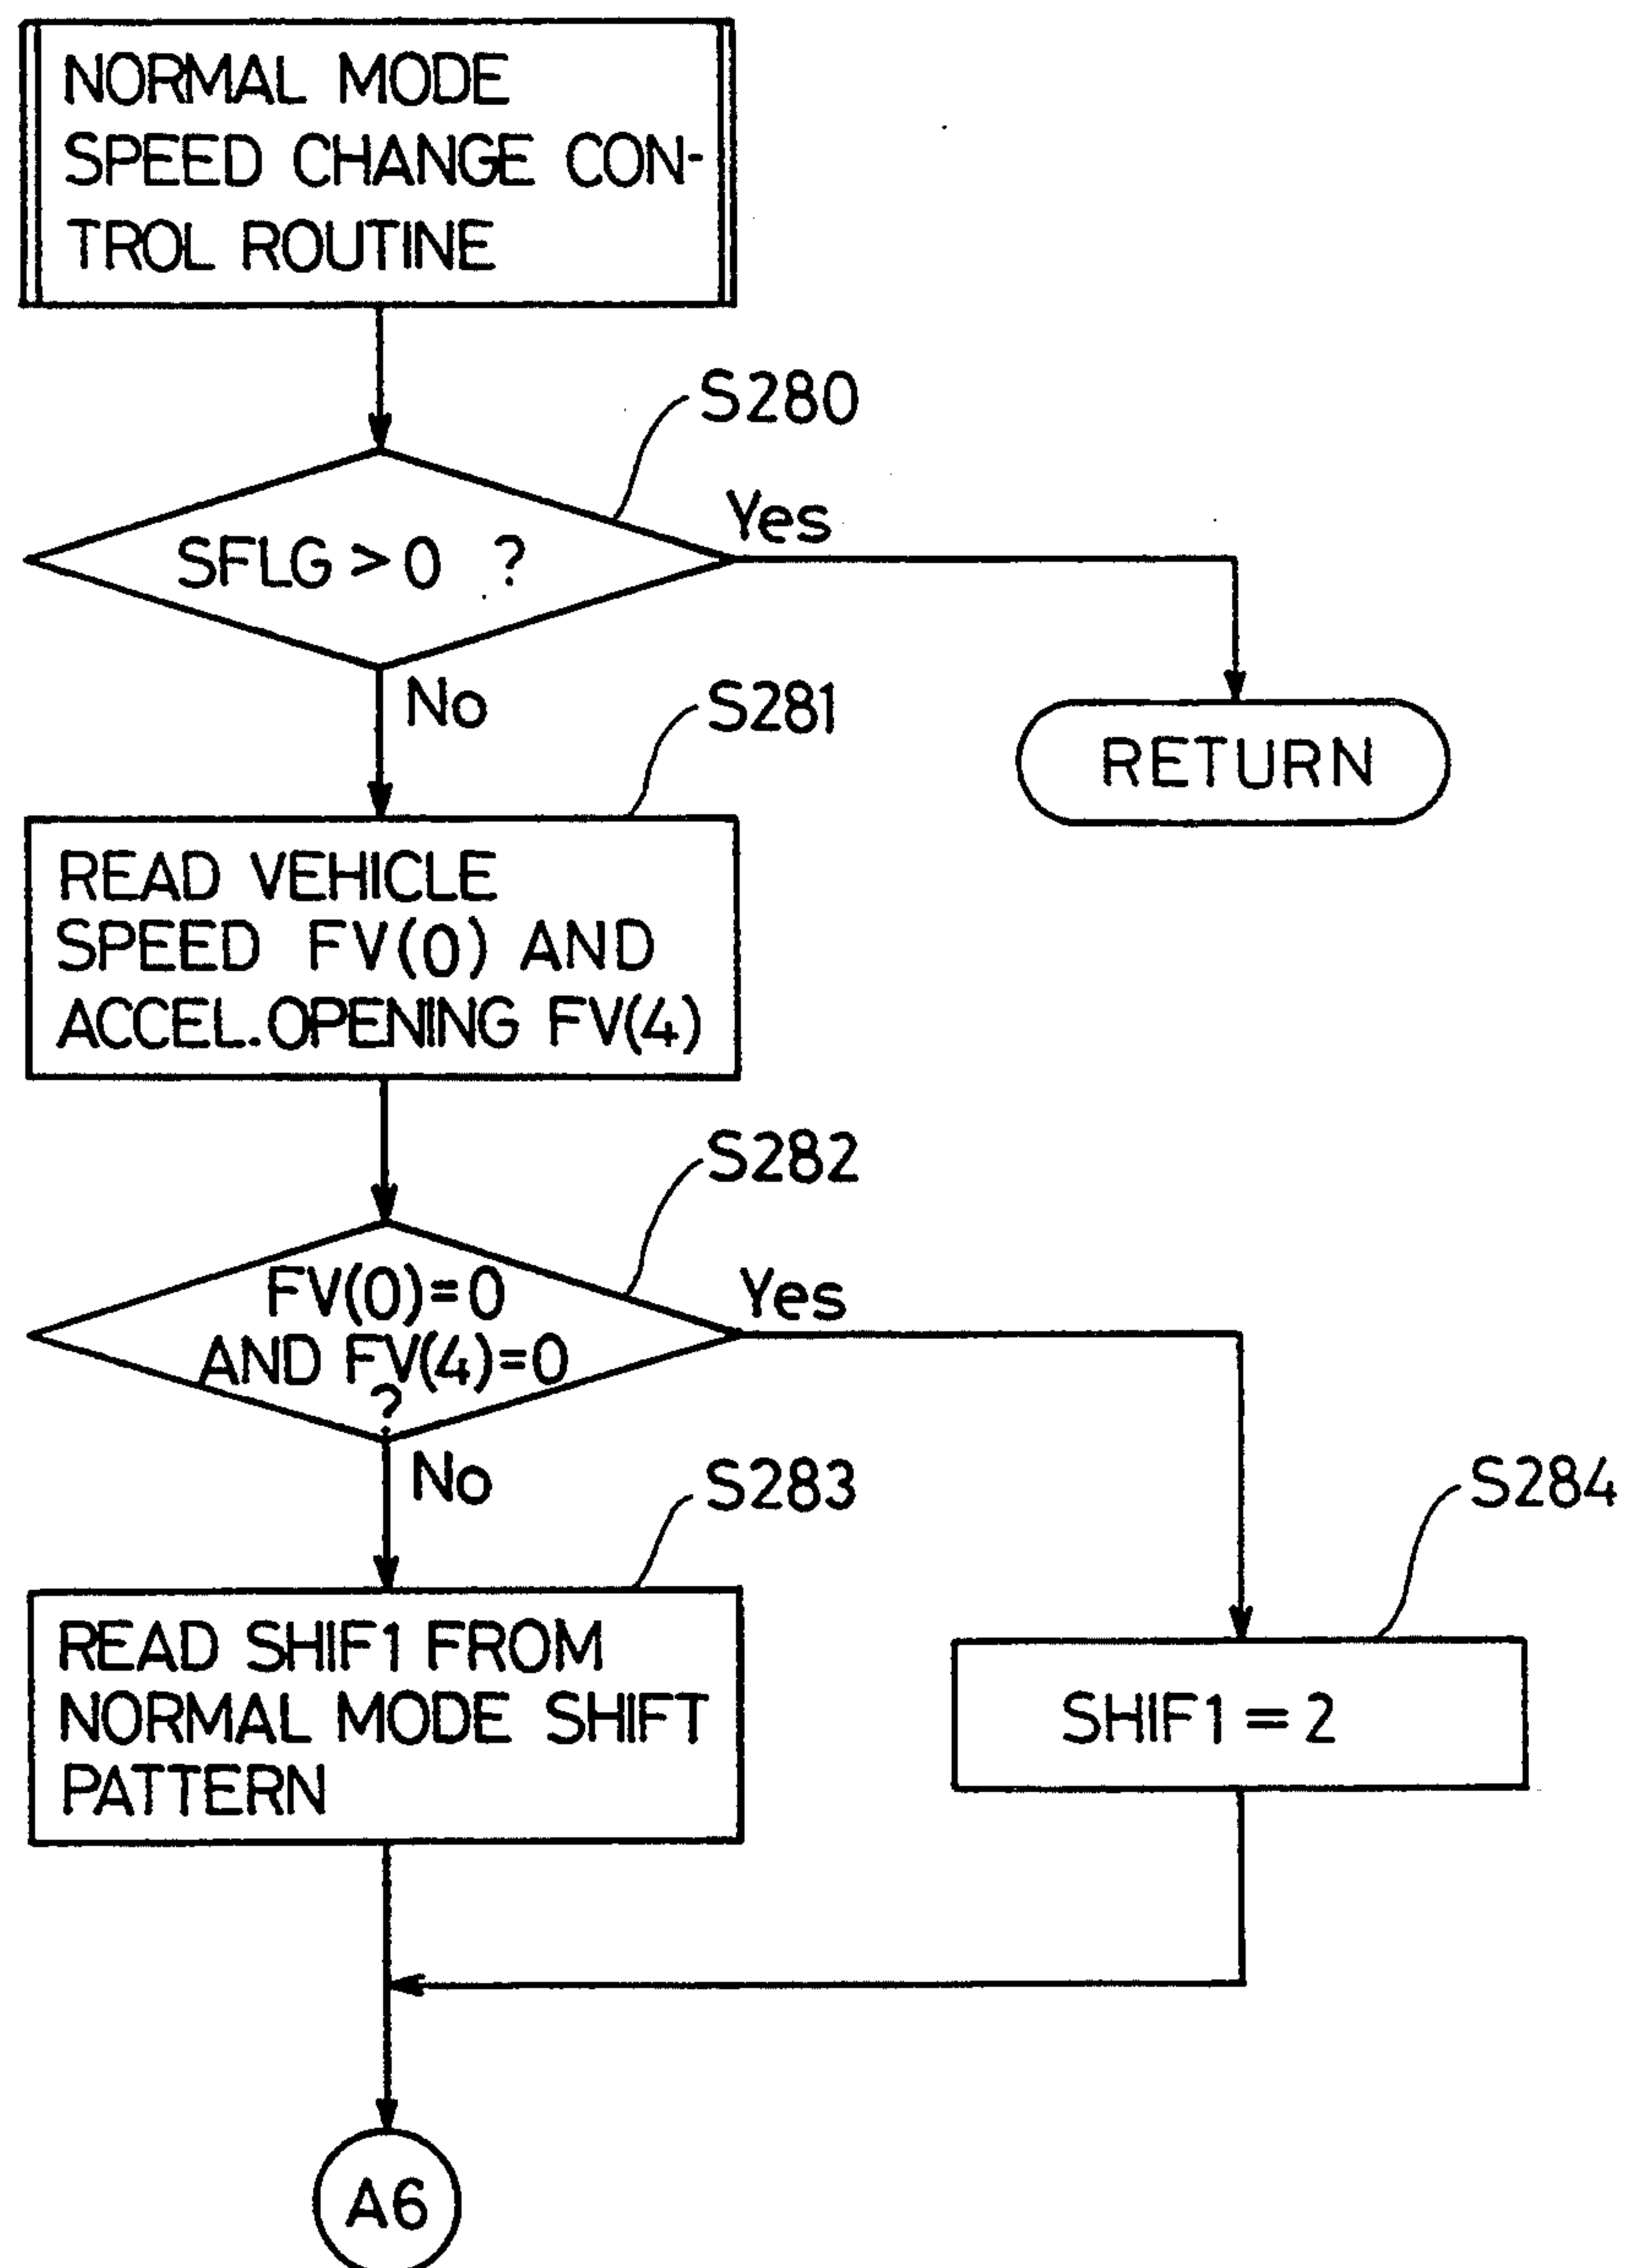 NORMAL MODE
SPEED CHANGE CON-
TROL ROUTINE
S280
SFLG > 0 ?
Yes
No
RETURN
S281
READ VEHICLE
SPEED FV(0) AND
ACCEL.OPENING FV(4)
S282
FV(0)=0
AND FV(4)=0
?
Yes
No
S283
READ SHIF1 FROM
NORMAL MODE SHIFT
PATTERN
S284
SHIF1 = 2
A6